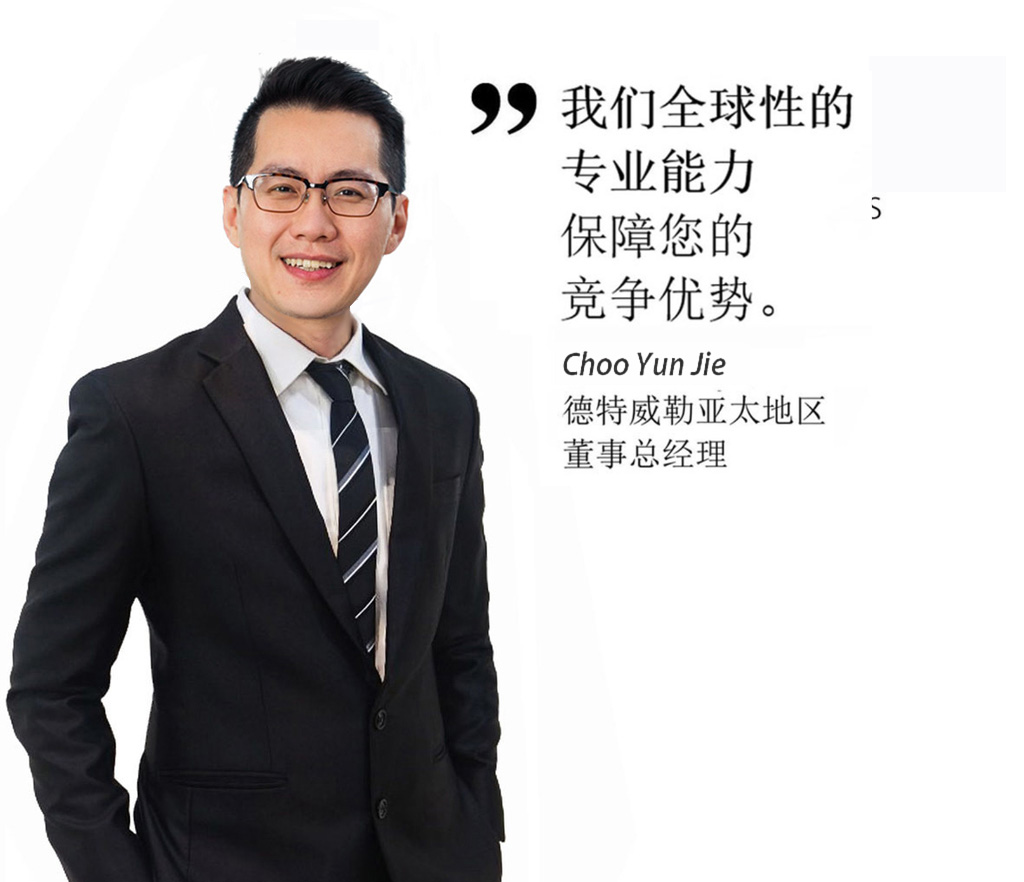 ”我们全球性的
专业能力
保障您的
竞争优势。
S
Choo Yun Jie
德特威勒亚太地区
董事总经理